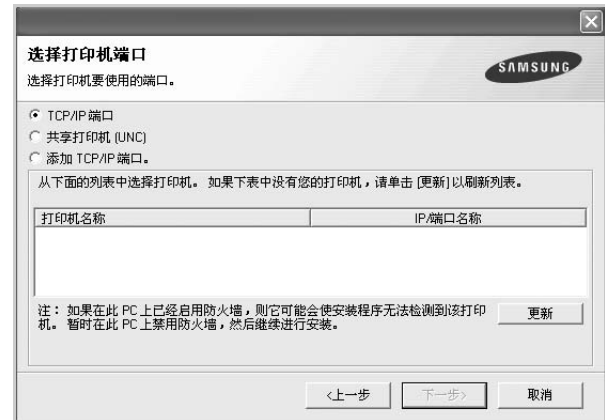 选择打印机端口
选择打印机要使用的端口。
SAMSUNG
TCP/IP 端口
共享打印机 (UNC)
添加 TCP/IP 端口。
从下面的列表中选择打印机。 如果下表中没有您的打印机，请单击 [更新] 以刷新列表。
打印机名称 IP/端口名称
注： 如果在此 PC 上已经启用防火墙，则它可能会使安装程序无法检测到该打印
机。 暂时在此 PC 上禁用防火墙，然后继续进行安装。
更新
<上一步 下一步> 取消